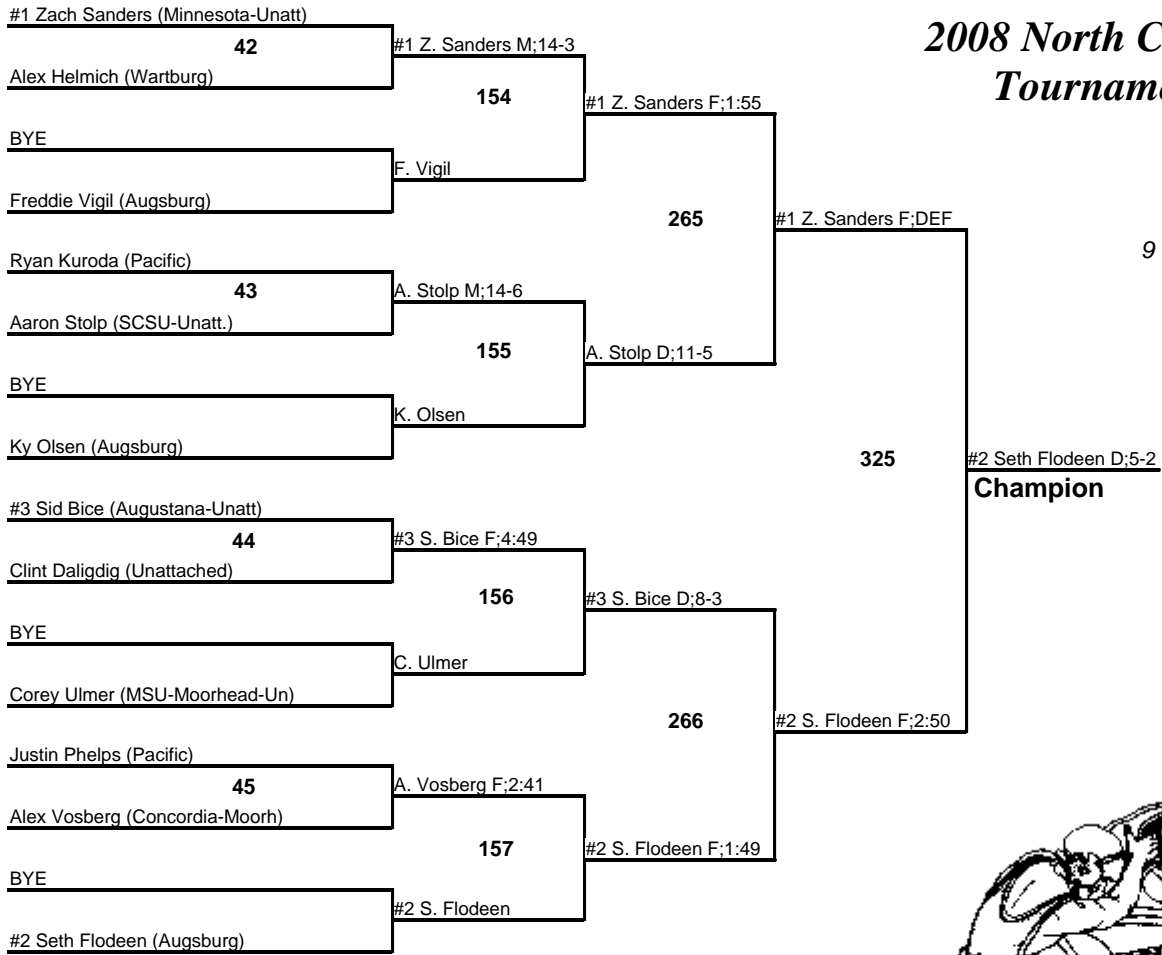 #1 Zach Sanders (Minnesota-Unatt)
42
#1 Z. Sanders M;14-3
Alex Helmich (Wartburg)
154
#1 Z. Sanders F;1:55
BYE
F. Vigil
Freddie Vigil (Augsburg)
265
#1 Z. Sanders F;DEF
Ryan Kuroda (Pacific)
43
A. Stolp M;14-6
Aaron Stolp (SCSU-Unatt.)
155
A. Stolp D;11-5
BYE
K. Olsen
Ky Olsen (Augsburg)
325
#2 Seth Flodeen D;5-2
Champion
#3 Sid Bice (Augustana-Unatt)
44
#3 S. Bice F;4:49
Clint Daligdig (Unattached)
156
#3 S. Bice D;8-3
BYE
C. Ulmer
Corey Ulmer (MSU-Moorhead-Un)
266
#2 S. Flodeen F;2:50
Justin Phelps (Pacific)
45
A. Vosberg F;2:41
Alex Vosberg (Concordia-Moorh)
157
#2 S. Flodeen F;1:49
BYE
#2 S. Flodeen
#2 Seth Flodeen (Augsburg)
2008 North C
Tourname
9